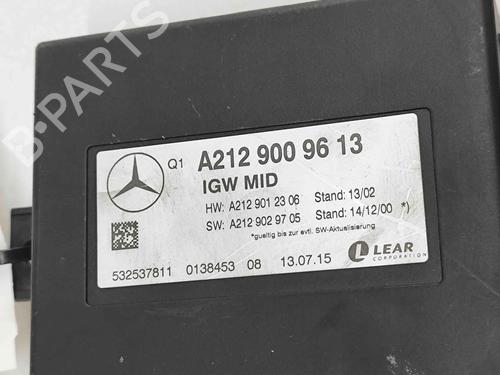 B-PARTS
Q1 A212 900 96 13
IGW MID
HW: A212 901 23 06 Stand: 13/02
SW: A212 902 97 05 Stand: 14/12/00 *)
*gueltig bis zur evtl. SW-Aktualisierung
532537811 0138453 08 13.07.15 LEAR
CORPORATION